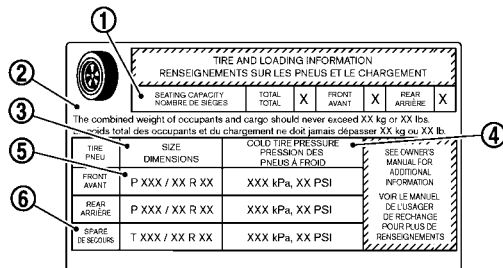 ①
TIRE AND LOADING INFORMATION
RENSEIGNEMENTS SUR LES PNEUS ET LE CHARGEMENT
SEATING CAPACITY
NOMBRE DE SIÈGES
TOTAL
TOTAL
X
FRONT
AVANT
X
REAR
ARRIÈRE
X
②
The combined weight of occupants and cargo should never exceed XX kg or XX lbs.
poids total des occupants et du chargement ne doit jamais dépasser XX kg ou XX lb.
③
④
TIRE
PNEU
SIZE
DIMENSIONS
COLD TIRE PRESSURE
PRESSION DES
PNEUS À FROID
SEE OWNER'S
MANUAL FOR
ADDITIONAL
INFORMATION
VOIR LE MANUEL
DE L'USAGER
DE RECHANGE
POUR PLUS DE
RENSEIGNEMENTS
⑤
FRONT
AVANT
P XXX / XX R XX
XXX kPa, XX PSI
REAR
ARRIÈRE
P XXX / XX R XX
XXX kPa, XX PSI
⑥
SPARE
DE SECOURS
T XXX / XX R XX
XXX kPa, XX PSI